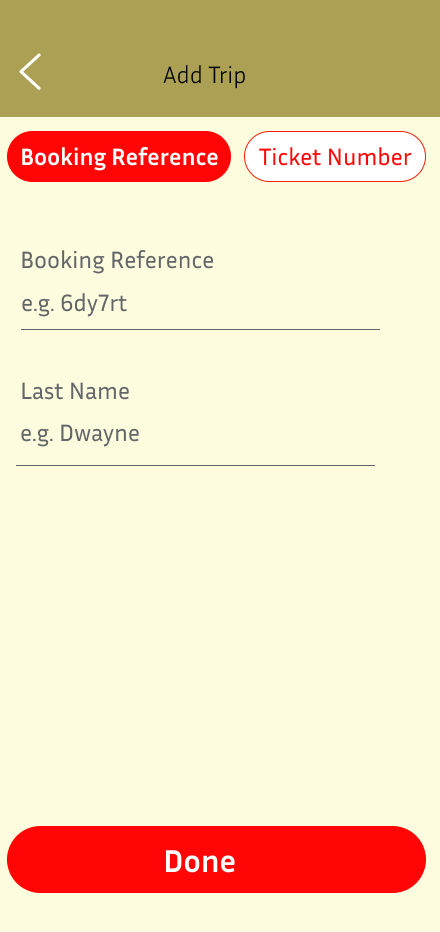 Add Trip
Booking Reference
Ticket Number
Booking Reference
e.g. 6dy7rt
Last Name
e.g. Dwayne
Done